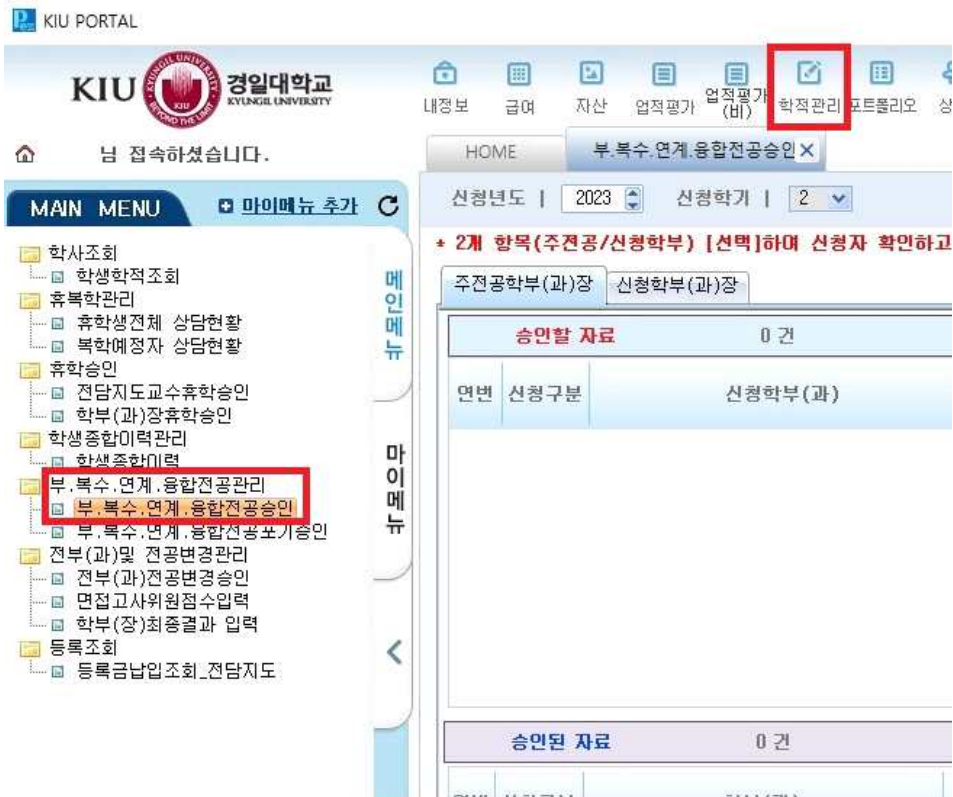 KIU PORTAL
KIU 경일대학교
KYUNGIL UNIVERSITY
내정보 급여 자산 업적평가 업적평가(비) 학적관리 포트폴리오
님 접속하셨습니다.
HOME 부.복수.연계.융합전공승인 X
MAIN MENU 마이메뉴 추가
신청년도 | 2023 신청학기 | 2
* 2개 항목(주전공/신청학부) [선택]하여 신청자 확인하고
주전공학부(과)장 신청학부(과)장
승인할 자료 0 건
연번 신청구분 신청학부(과)
학사조회
학생학적조회
휴복학관리
휴학생전체 상담현황
복학예정자 상담현황
휴학승인
전담지도교수휴학승인
학부(과)장휴학승인
학생종합이력관리
학생종합이력
부.복수.연계.융합전공관리
부.복수.연계.융합전공승인
부.복수.연계.융합전공포기승인
전부(과)및 전공변경관리
전부(과)전공변경승인
면접고사위원점수입력
학부(장)최종결과 입력
등록조회
등록금납입조회_전담지도
메인메뉴
마이메뉴
승인된 자료 0 건